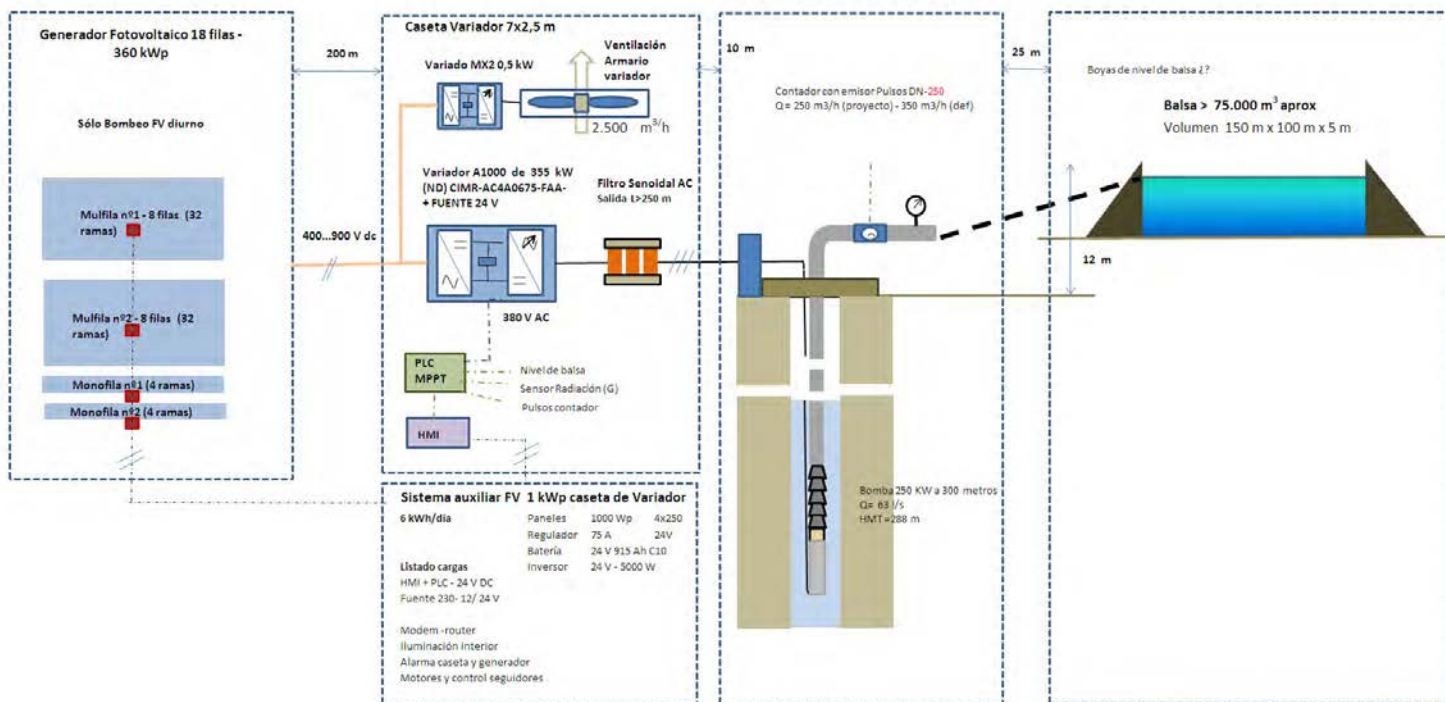 Generador Fotovoltaico 18 filas -
360 kWp
Sólo Bombeo FV diurno
Mulfila nº1 - 8 filas (32
ramas)
Mulfila nº2 - 8 filas (32
ramas)
Monofila nº1 (4 ramas)
Monofila nº2 (4 ramas)
200 m
400...900 V dc
Caseta Variador 7x2,5 m
Variado MX2 0,5 kW
Ventilación
Armario
variador
2.500 m³/h
Variador A1000 de 355 kW
(ND) CIMR-AC4A0675-FAA-
+ FUENTE 24 V
Filtro Senoidal AC
Salida L>250 m
380 V AC
PLC
MPPT
Nivel de balsa
Sensor Radiación (G)
Pulsos contador
HMI
Sistema auxiliar FV 1 kWp caseta de Variador
6 kWh/dia
Paneles 1000 Wp 4x250
Regulador 75 A 24V
Batería 24 V 915 Ah C10
Inversor 24 V - 5000 W
Listado cargas
HMI + PLC - 24 V DC
Fuente 230- 12/ 24 V
Modem -router
Iluminación interior
Alarma caseta y generador
Motores y control seguidores
10 m
Contador con emisor Pulsos DN-250
Q = 250 m3/h (proyecto) - 350 m3/h (def)
Bomba 250 KW a 300 metros
Q= 63 l/s
HMT=288 m
25 m
Boyas de nivel de balsa ¿?
Balsa > 75.000 m³ aprox
Volumen 150 m x 100 m x 5 m
12 m